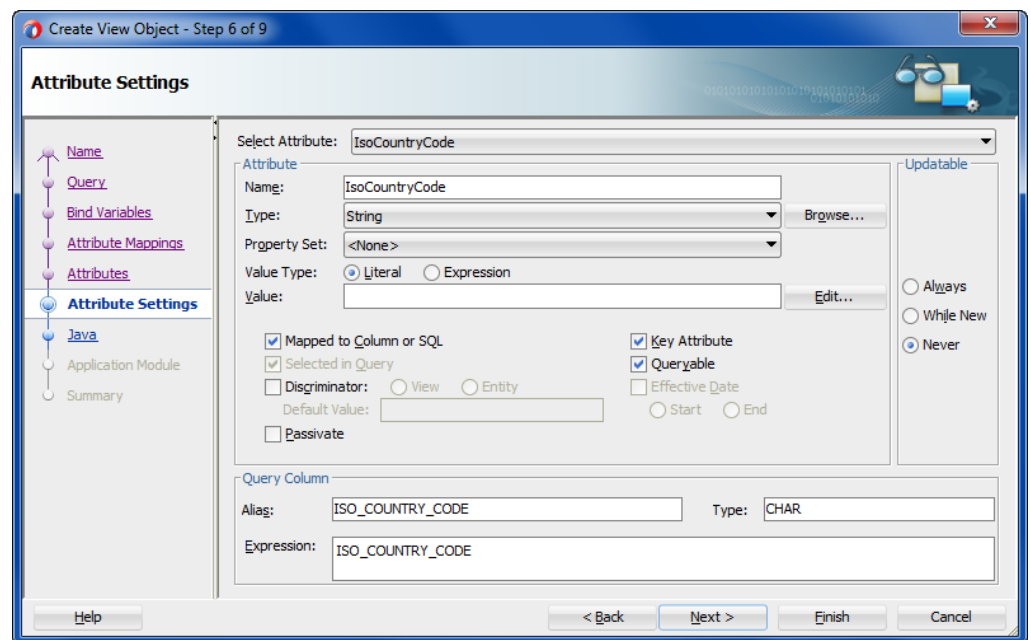 Create View Object - Step 6 of 9
Attribute Settings
Name
Query
Bind Variables
Attribute Mappings
Attributes
Attribute Settings
Java
Application Module
Summary
Select Attribute: IsoCountryCode
Attribute
Name: IsoCountryCode
Type: String Browse...
Property Set: <None>
Value Type: Literal Expression
Value: Edit...
Mapped to Column or SQL Key Attribute
Selected in Query Queryable
Discriminator: View Entity Effective Date
Default Value: Start End
Passivate
Updatable
Always
While New
Never
Query Column
Alias: ISO_COUNTRY_CODE Type: CHAR
Expression: ISO_COUNTRY_CODE
Help < Back Next > Finish Cancel